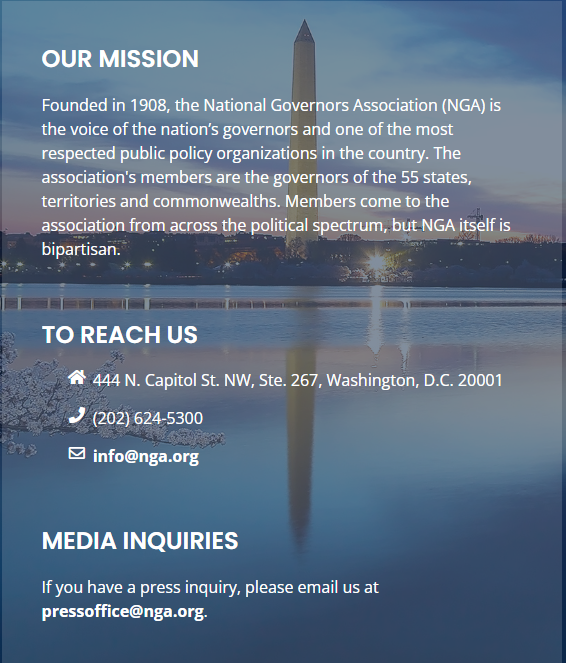 OUR MISSION
Founded in 1908, the National Governors Association (NGA) is
the voice of the nation’s governors and one of the most
respected public policy organizations in the country. The
association's members are the governors of the 55 states,
territories and commonwealths. Members come to the
association from across the political spectrum, but NGA itself is
bipartisan.
TO REACH US
444 N. Capitol St. NW, Ste. 267, Washington, D.C. 20001
(202) 624-5300
info@nga.org
MEDIA INQUIRIES
If you have a press inquiry, please email us at
pressoffice@nga.org.